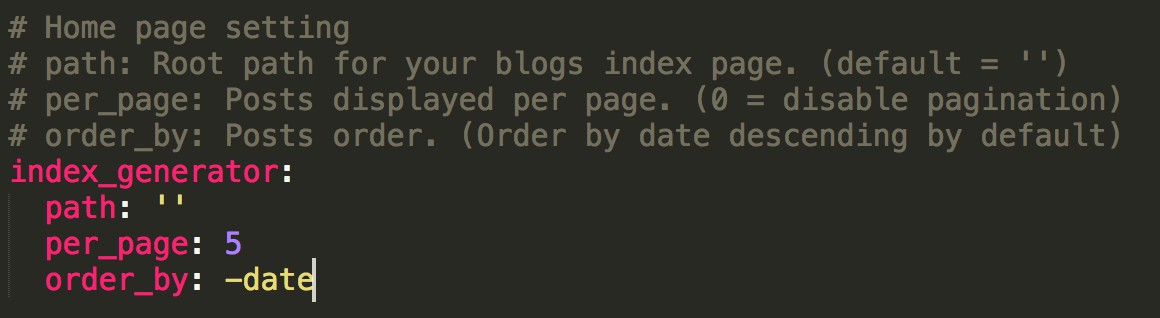 # Home page setting
# path: Root path for your blogs index page. (default = '')
# per_page: Posts displayed per page. (0 = disable pagination)
# order_by: Posts order. (Order by date descending by default)
index_generator:
  path: ''
  per_page: 5
  order_by: -date